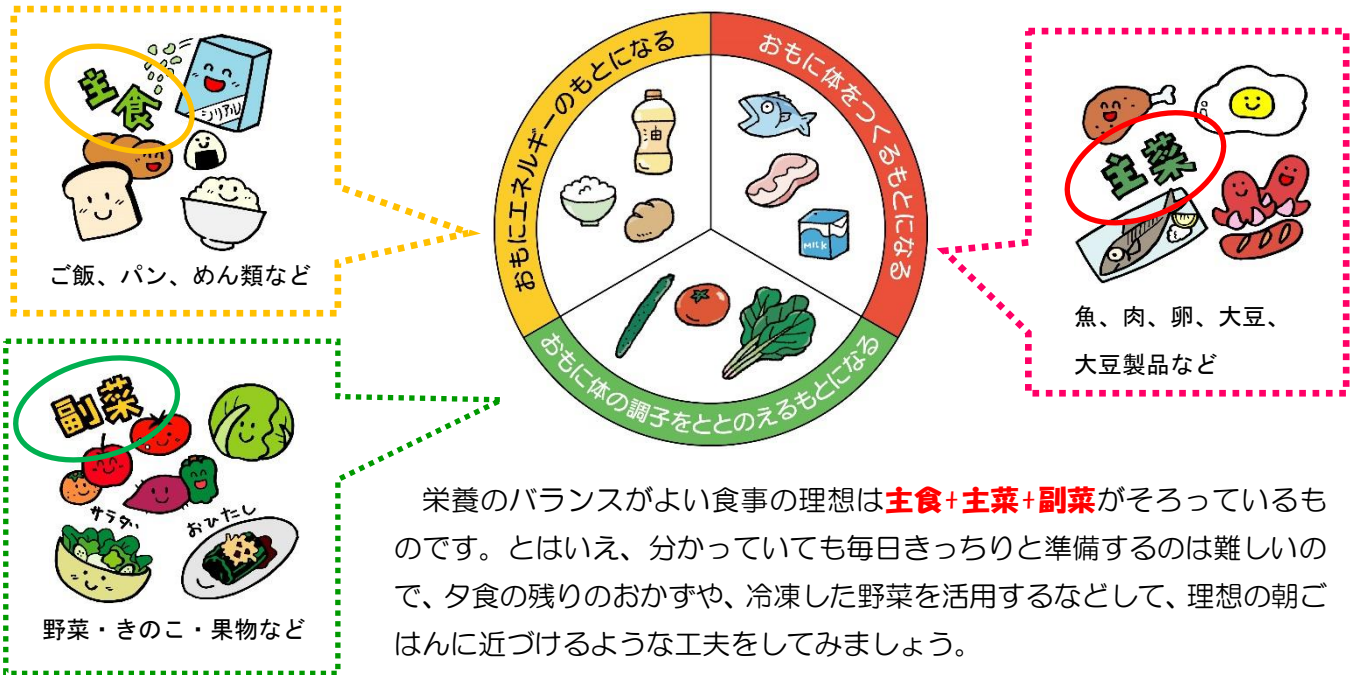 主食
シリアル
ご飯、パン、めん類など
おもにエネルギーのもとになる
おもに体をつくるもとになる
おもに体の調子をととのえるもとになる
油
MILK
主菜
魚、肉、卵、大豆、
大豆製品など
副菜
サラダ
おひたし
野菜・きのこ・果物など
栄養のバランスがよい食事の理想は主食+主菜+副菜がそろっているも
のです。とはいえ、分かっていても毎日きっちりと準備するのは難しいの
で、夕食の残りのおかずや、冷凍した野菜を活用するなどして、理想の朝ご
はんに近づけるような工夫をしてみましょう。